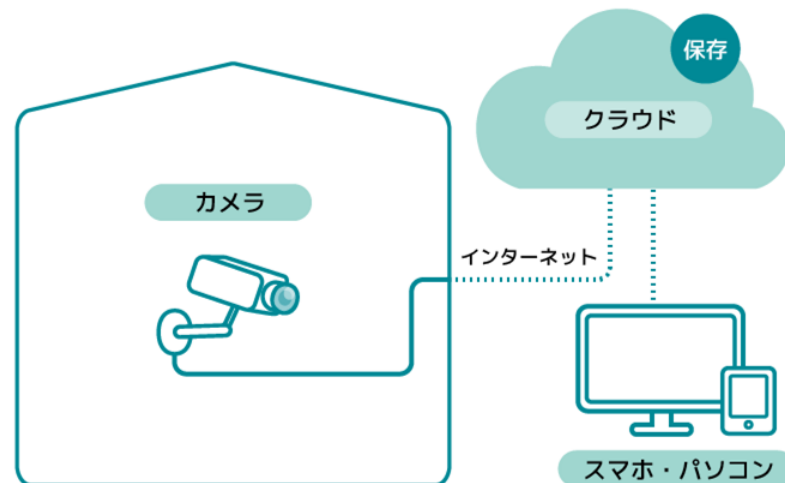 保存
クラウド
カメラ
インターネット
スマホ・パソコン